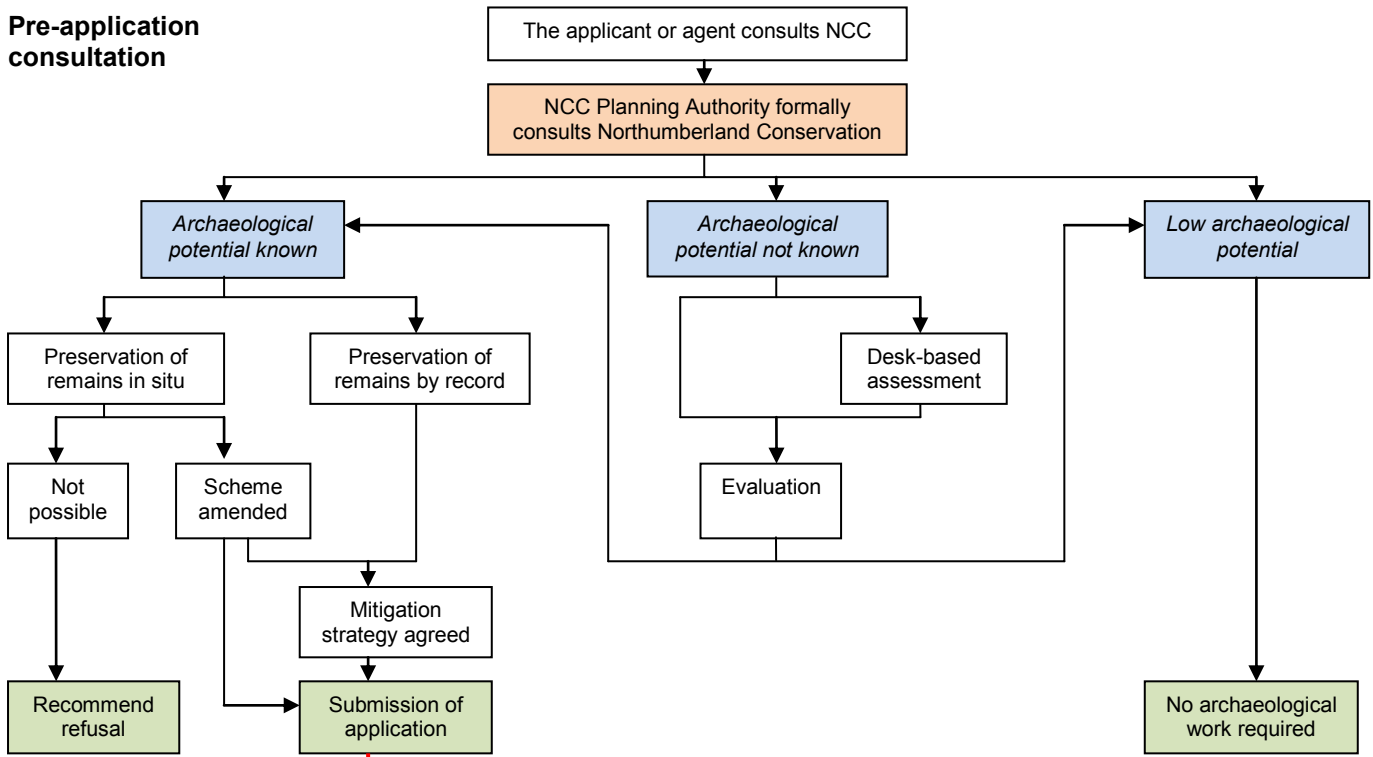 Pre-application
consultation
The applicant or agent consults NCC
NCC Planning Authority formally
consults Northumberland Conservation
Archaeological
potential known
Archaeological
potential not known
Low archaeological
potential
Preservation of
remains in situ
Preservation of
remains by record
Desk-based
assessment
Not
possible
Scheme
amended
Evaluation
Mitigation
strategy agreed
Recommend
refusal
Submission of
application
No archaeological
work required